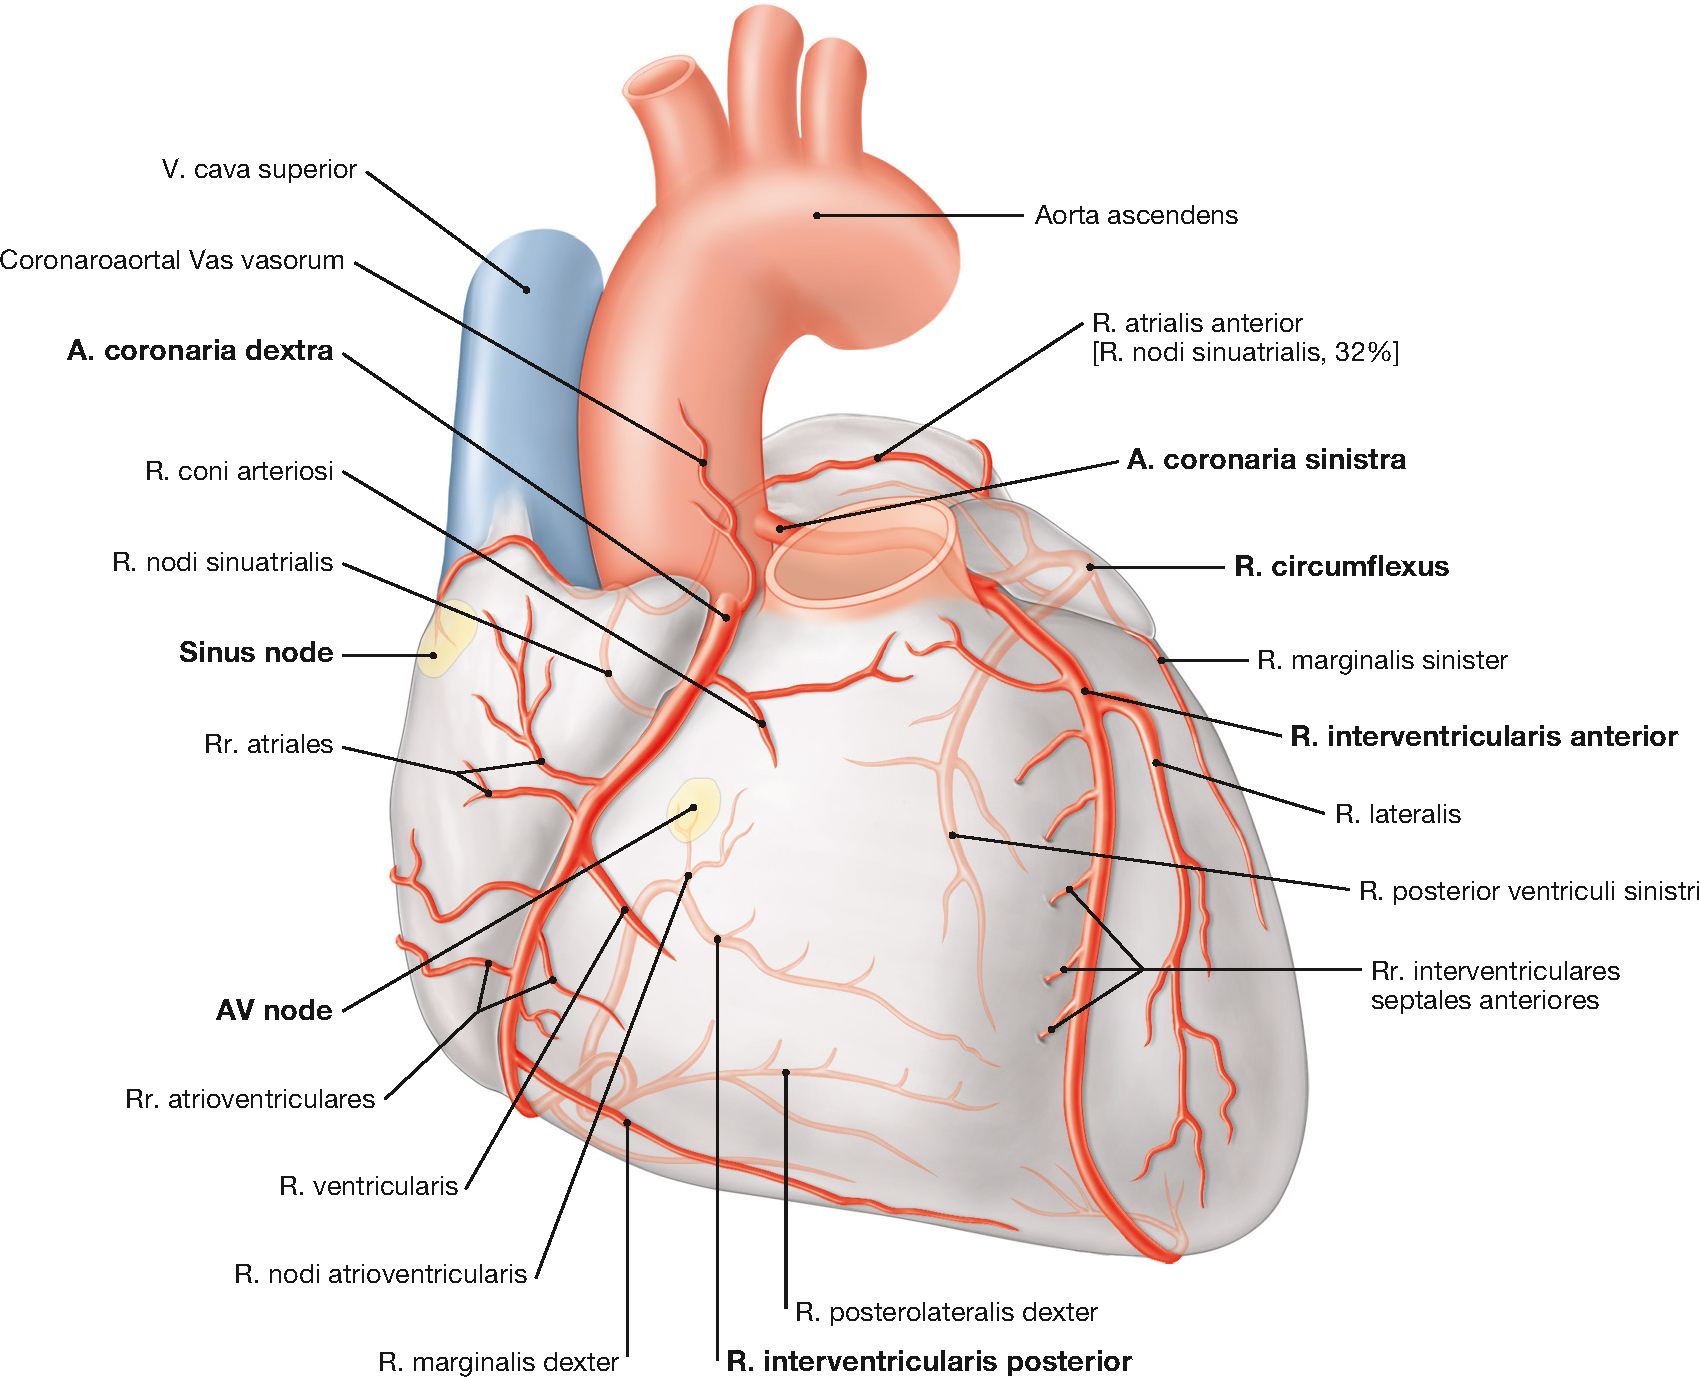 V. cava superior
Coronaroaortal Vas vasorum
A. coronaria dextra
R. coni arteriosi
R. nodi sinuatrialis
Sinus node
Rr. atriales
AV node
Rr. atrioventriculares
R. ventricularis
R. nodi atrioventricularis
R. marginalis dexter
Aorta ascendens
R. atrialis anterior
[R. nodi sinuatrialis, 32%]
A. coronaria sinistra
R. circumflexus
R. marginalis sinister
R. interventricularis anterior
R. lateralis
R. posterior ventriculi sinistri
Rr. interventriculares
septales anteriores
R. posterolateralis dexter
R. interventricularis posterior